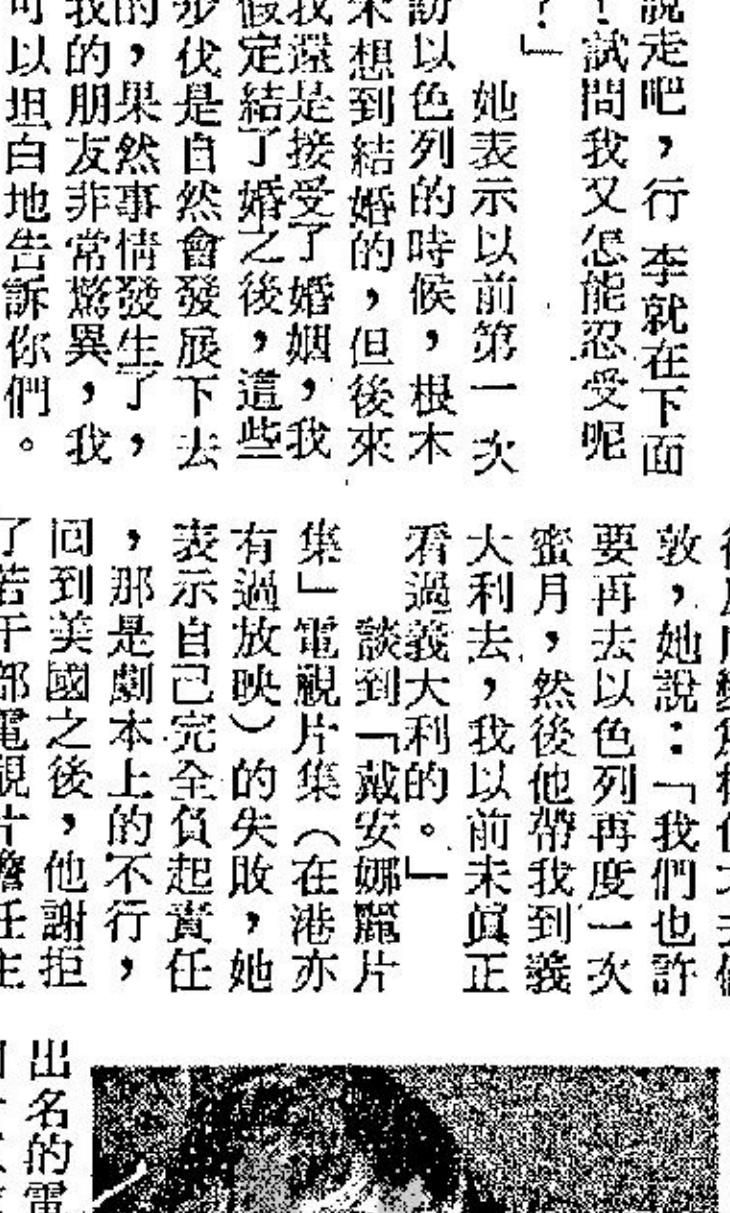 說走吧，行李就在下面
！試問我又怎能忍受呢
？」
她表示以前第一次
訪以色列的時候，根本
未想到結婚的，但後來
我還是接受了婚姻，我
假定結了婚之後，這些
步伐是自然會發展下去
的，果然事情發生了，
我的朋友非常驚異，我
可以坦白地告訴你們。
敦，她說：「我們也許
要再去以色列再度一次
蜜月，然後他帶我到義
大利去，我以前未真正
看過義大利的。」
談到「戴安娜麗片
集」電視片集（在港亦
有過放映）的失敗，她
表示自己完全負起責任
，那是劇本上的不行，
回到美國之後，他謝拒
了若干部電視片擔任主
出名的電